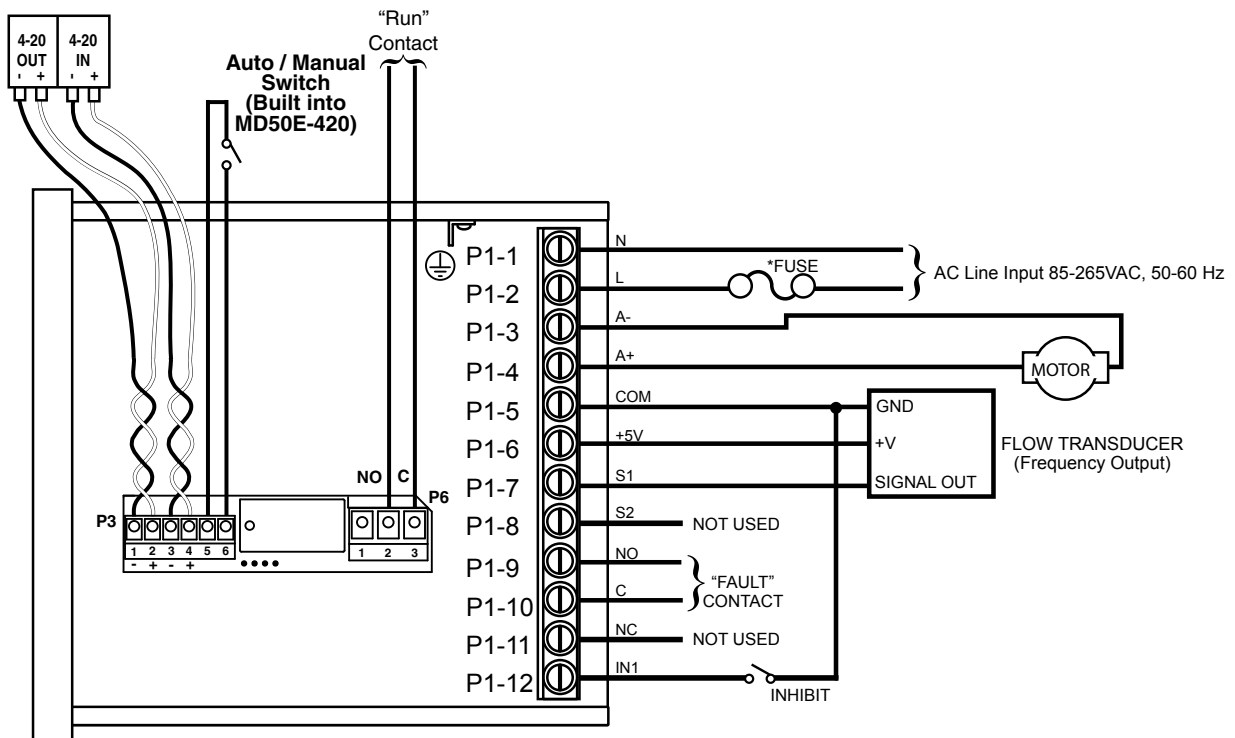 “Run”
Contact
4-20
OUT
- +
4-20
IN
- +
Auto / Manual
Switch
(Built into
MD50E-420)
P1-1
N
*FUSE
AC Line Input 85-265VAC, 50-60 Hz
P1-2
L
P1-3
A-
P1-4
A+
MOTOR
P1-5
COM
GND
P1-6
+5V
+V
FLOW TRANSDUCER
(Frequency Output)
P1-7
S1
SIGNAL OUT
P1-8
S2
NOT USED
P1-9
NO
“FAULT”
CONTACT
P1-10
C
P1-11
NC
NOT USED
P1-12
IN1
INHIBIT
NO C
P6
P3
1 2 3 4 5 6
- + - +
1 2 3